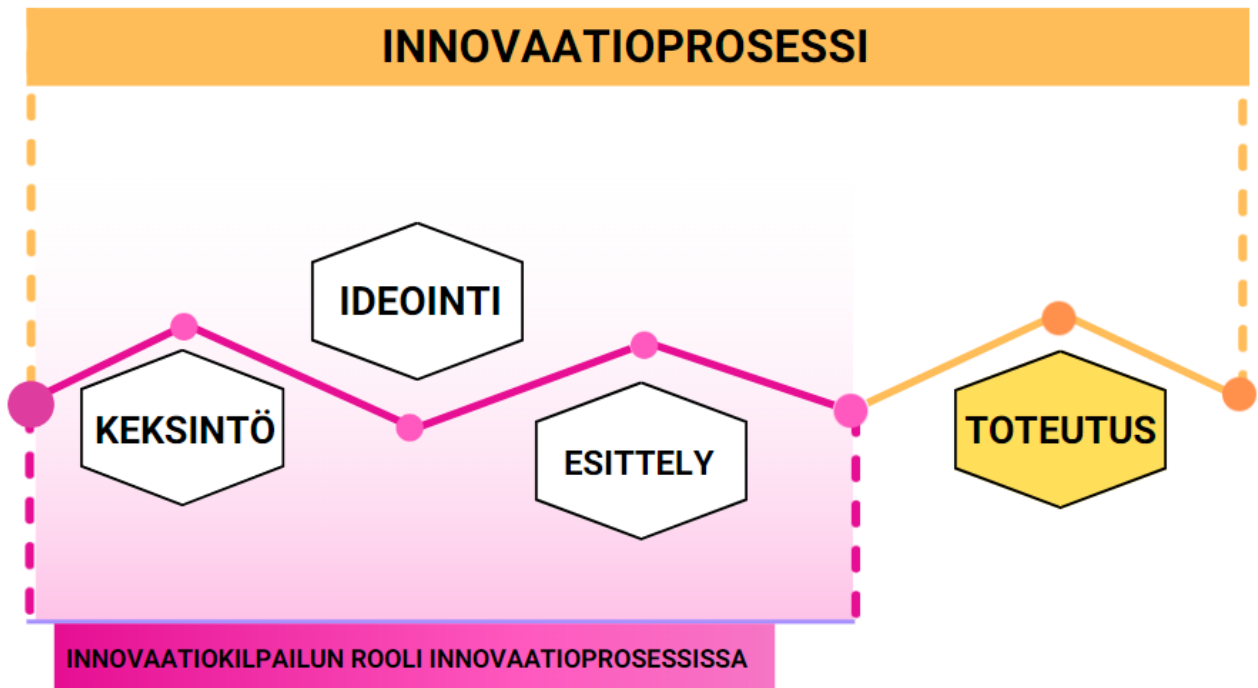 INNOVAATIOPROSESSI
IDEOINTI
KEKSINTÖ
ESITTELY
TOTEUTUS
INNOVAATIOKILPAILUN ROOLI INNOVAATIOPROSESSISSA